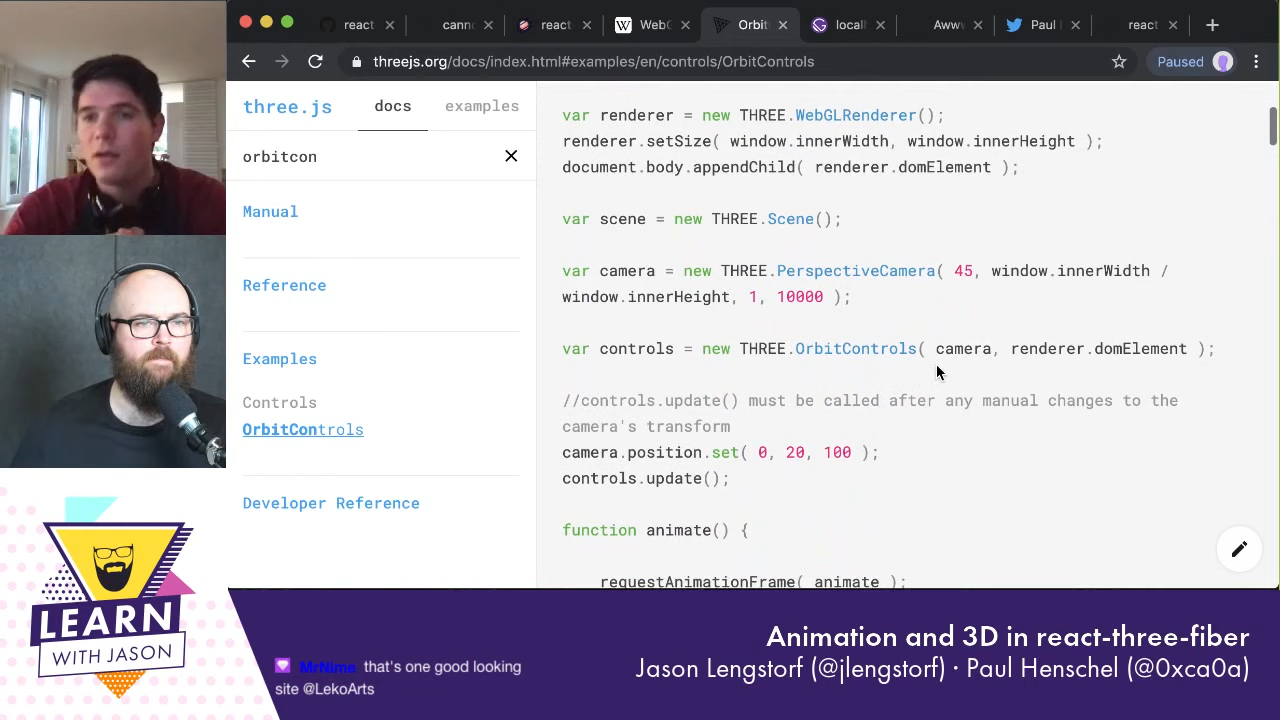 react
cann
react
WebG
Orbit
locall
Aww
Paul
react
threejs.org/docs/index.html#examples/en/controls/OrbitControls
Paused
three.js
docs
examples
orbitcon
Manual
Reference
Examples
Controls
OrbitControls
Developer Reference
var renderer = new THREE.WebGLRenderer();
renderer.setSize( window.innerWidth, window.innerHeight );
document.body.appendChild( renderer.domElement );
var scene = new THREE.Scene();
var camera = new THREE.PerspectiveCamera( 45, window.innerWidth /
window.innerHeight, 1, 10000 );
var controls = new THREE.OrbitControls( camera, renderer.domElement );
//controls.update() must be called after any manual changes to the
camera's transform
camera.position.set( 0, 20, 100 );
controls.update();
function animate() {
requestAnimationFrame( animate );
LEARN
WITH JASON
MrNime that's one good looking
site @LekoArts
Animation and 3D in react-three-fiber
Jason Lengstorf (@jlengstorf) · Paul Henschel (@0xca0a)